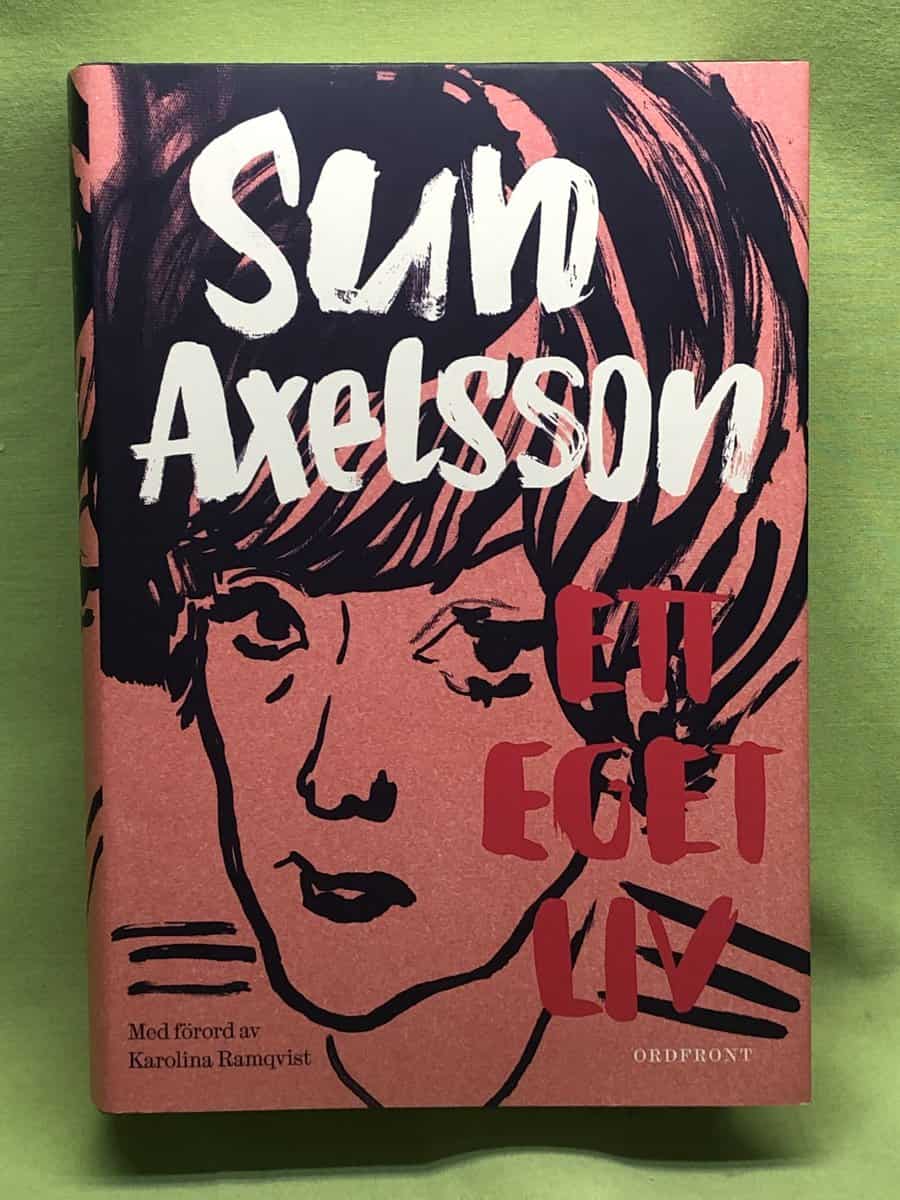 Sun
Axelsson
ETT
EGET
LIV
Med förord av
Karolina Ramqvist
ORDFRONT